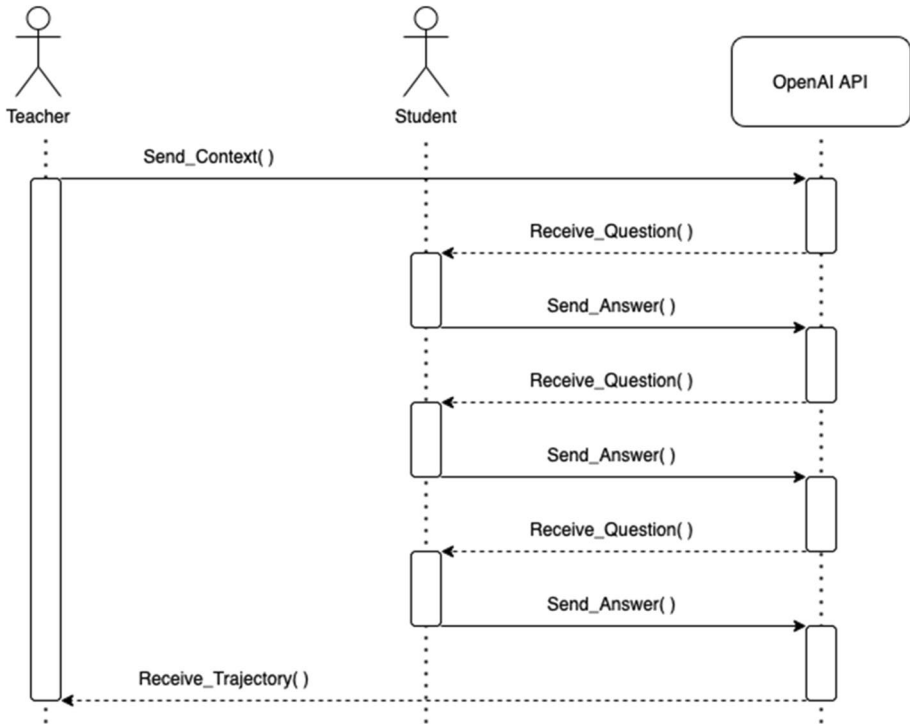 Teacher
Student
OpenAI API
Send_Context( )
Receive_Question( )
Send_Answer( )
Receive_Question( )
Send_Answer( )
Receive_Question( )
Send_Answer( )
Receive_Trajectory( )